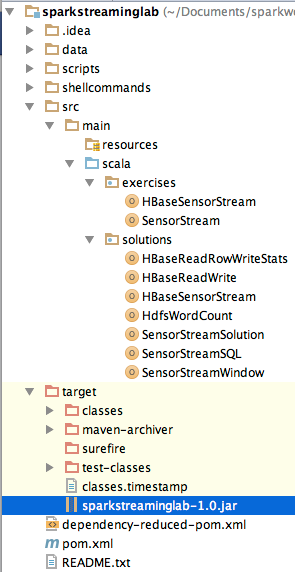 sparkstreaminglab (~/Documents/sparkw
.idea
data
scripts
shellcommands
src
main
resources
scala
exercises
HBaseSensorStream
SensorStream
solutions
HBaseReadRowWriteStats
HBaseReadWrite
HBaseSensorStream
HdfsWordCount
SensorStreamSolution
SensorStreamSQL
SensorStreamWindow
target
classes
maven-archiver
surefire
test-classes
classes.timestamp
sparkstreaminglab-1.0.jar
dependency-reduced-pom.xml
pom.xml
README.txt